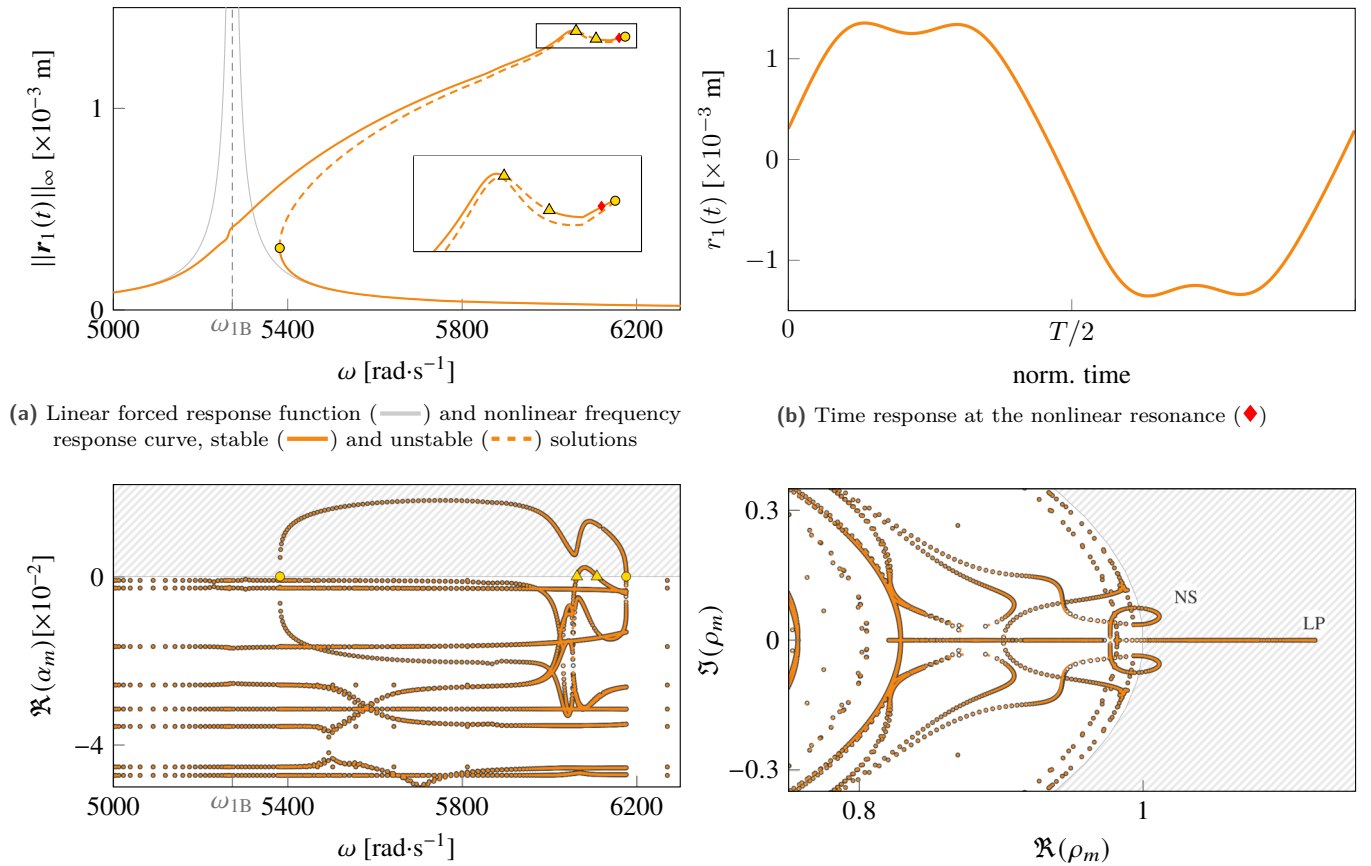 ||r₁(t)||∞ [×10⁻³ m]
1
0
5000
ω₁B
5400
5800
6200
ω [rad·s⁻¹]
r₁(t) [×10⁻³ m]
1
0
−1
0
T/2
norm. time
(a) Linear forced response function ( ) and nonlinear frequency
response curve, stable ( ) and unstable ( ) solutions
(b) Time response at the nonlinear resonance (♦)
ℜ(αₘ)[×10⁻²]
0
−4
5000
ω₁B
5400
5800
6200
ω [rad·s⁻¹]
ℑ(ρₘ)
0.3
0
−0.3
NS
LP
0.8
1
ℜ(ρₘ)